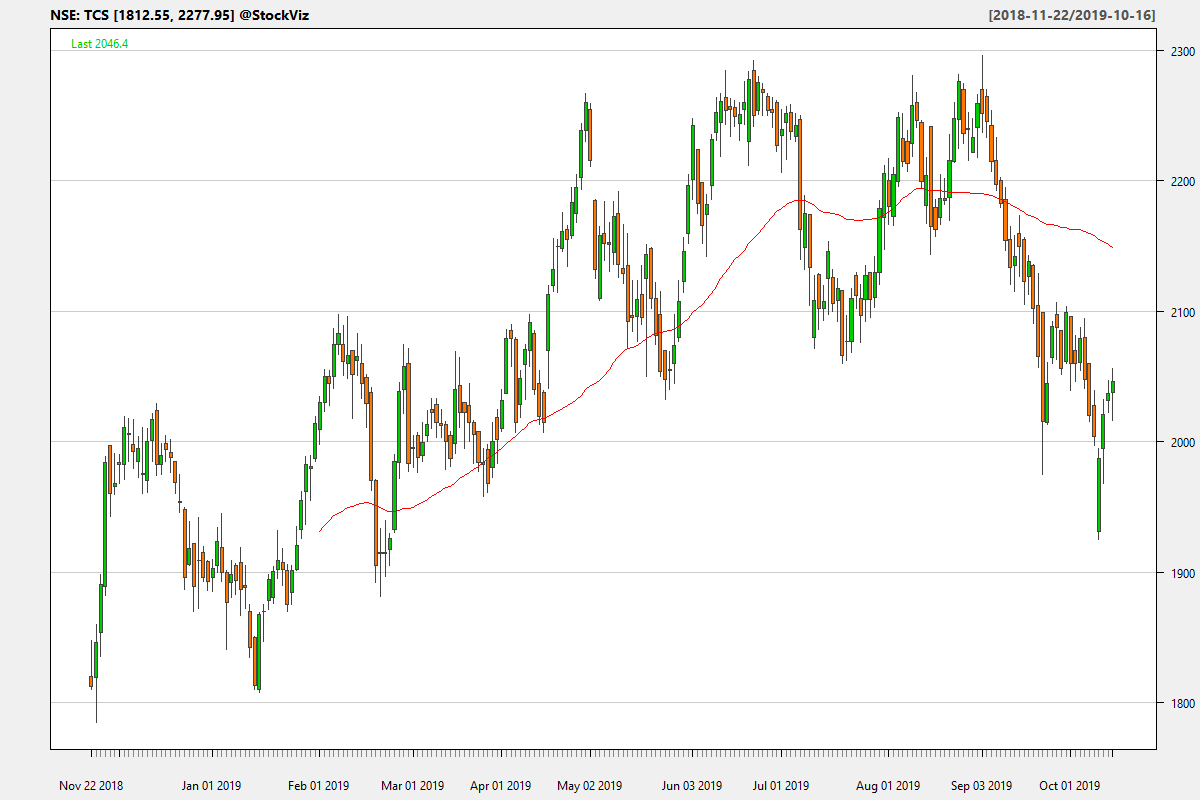 NSE: TCS [1812.55, 2277.95] @StockViz
[2018-11-22/2019-10-16]
Last 2046.4
2300
2200
2100
2000
1900
1800
Nov 22 2018 Jan 01 2019 Feb 01 2019 Mar 01 2019 Apr 01 2019 May 02 2019 Jun 03 2019 Jul 01 2019 Aug 01 2019 Sep 03 2019 Oct 01 2019